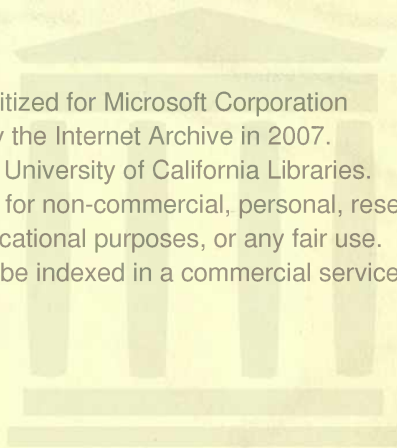 itized for Microsoft Corporation
the Internet Archive in 2007.
University of California Libraries.
for non-commercial, personal,
cational purposes, or any fair use.
be indexed in a commercial service